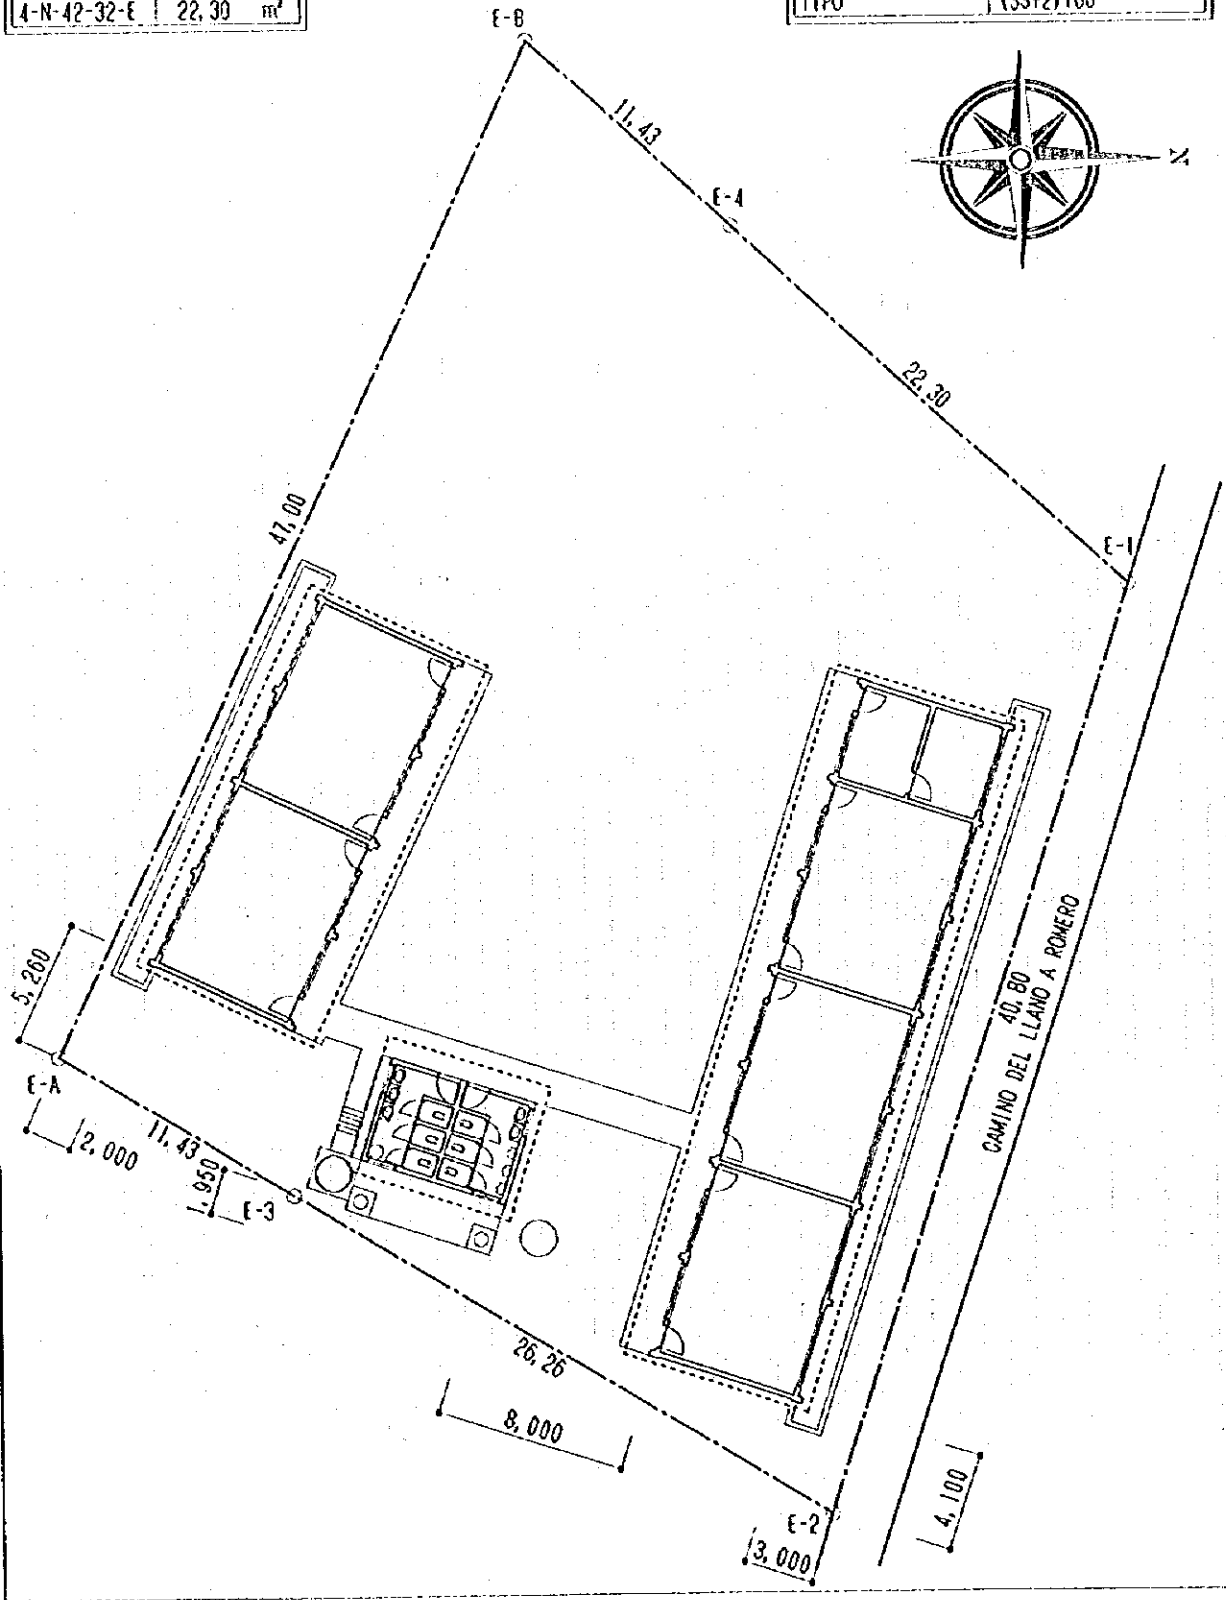 4-N-42-32-E 22,30 m²
TIPO
E-B
11,43
E-4
N
22,30
47,00
E-1
5,260
40,80
CAMINO DEL LLANO A ROMERO
E-A
2,000
11,43
1,950
E-3
26,26
8,000
E-2
3,000
4,100